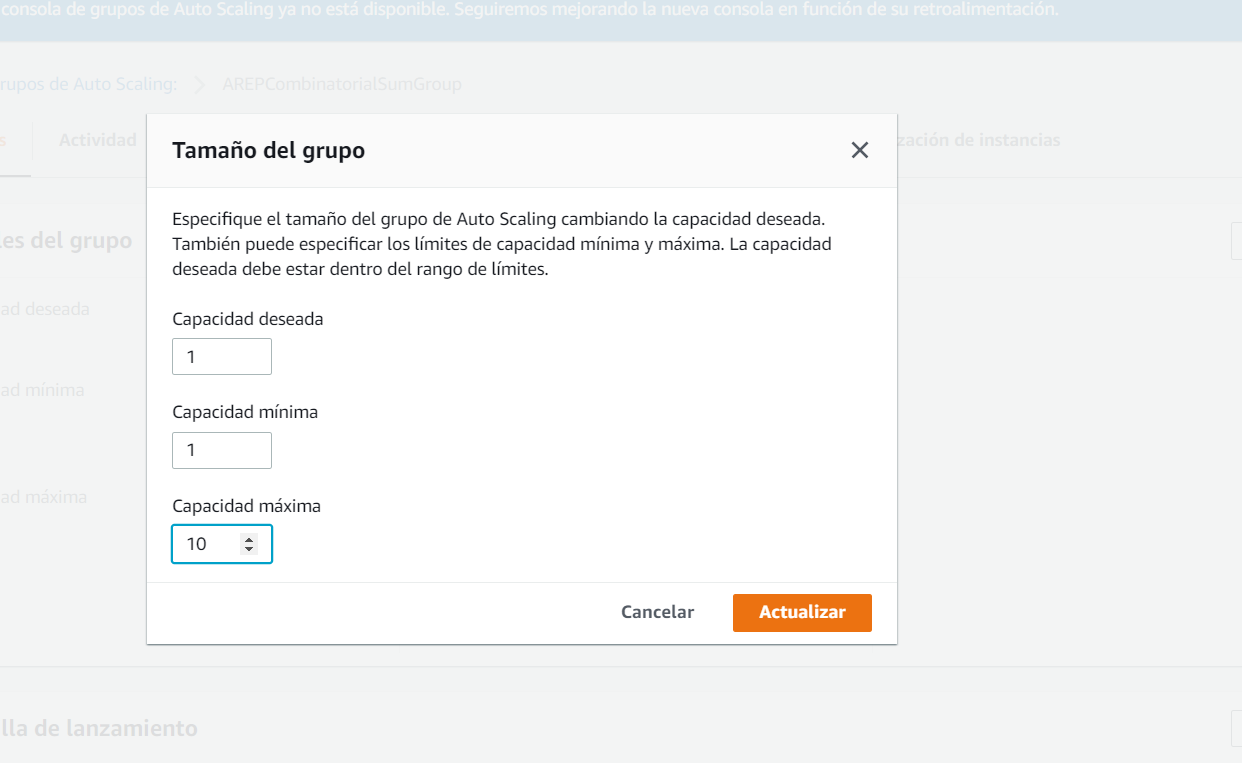 consola de grupos de Auto Scaling ya no está disponible. Seguiremos mejorando la nueva consola en función de su retroalimentación.
rupos de Auto Scaling: > AREPCombinatorialSumGroup
s Actividad zación de instancias
Tamaño del grupo
Especifique el tamaño del grupo de Auto Scaling cambiando la capacidad deseada.
También puede especificar los límites de capacidad mínima y máxima. La capacidad
deseada debe estar dentro del rango de límites.
les del grupo
ad deseada
Capacidad deseada
1
ad mínima
Capacidad mínima
1
ad máxima
Capacidad máxima
10
Cancelar Actualizar
lla de lanzamiento